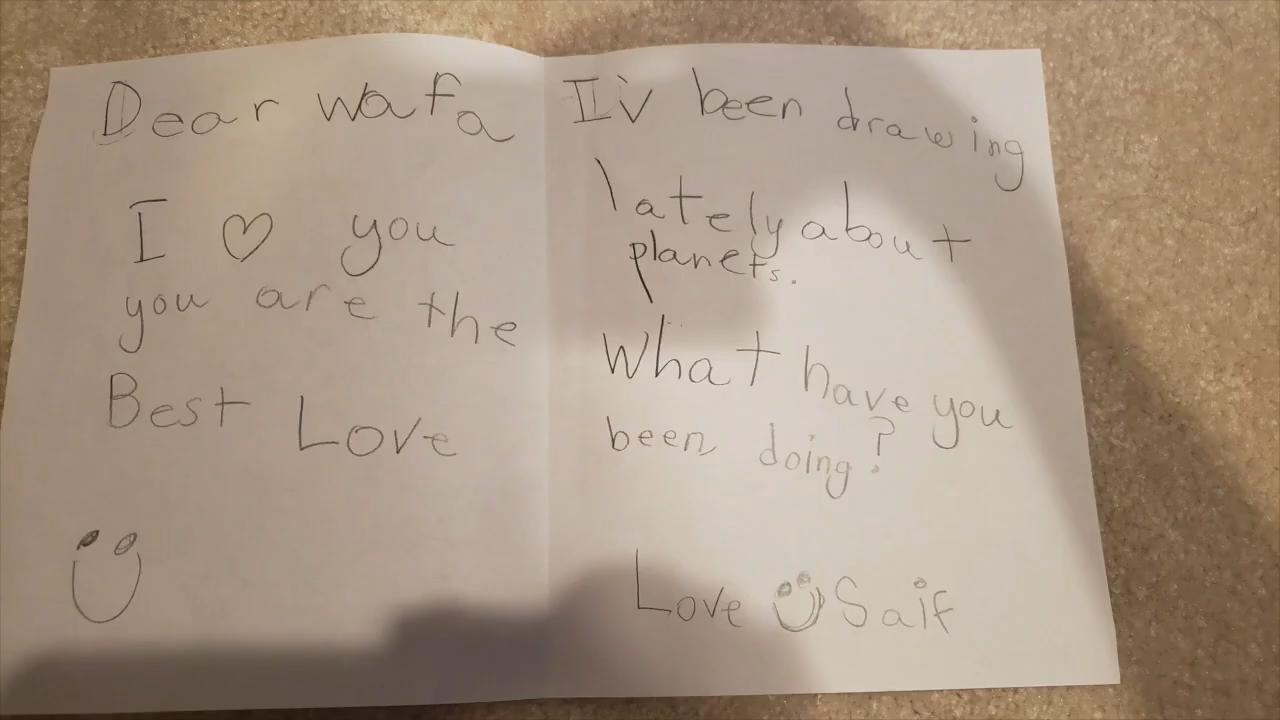 Dear wafa
I ♡ you
you are the
Best Love
I'v been drawing
lately about
planets.
What have you
been doing?
Love Saif